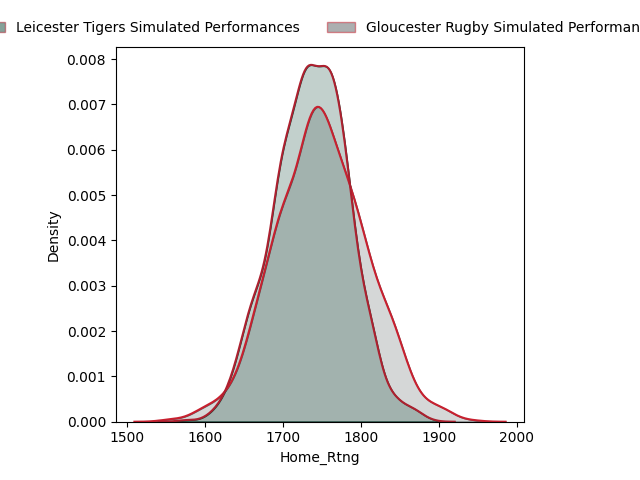 Leicester Tigers Simulated Performances
Gloucester Rugby Simulated Performan
0.008
0.007
0.006
0.005
0.004
0.003
0.002
0.001
0.000
Density
1500 1600 1700 1800 1900 2000
Home_Rtng